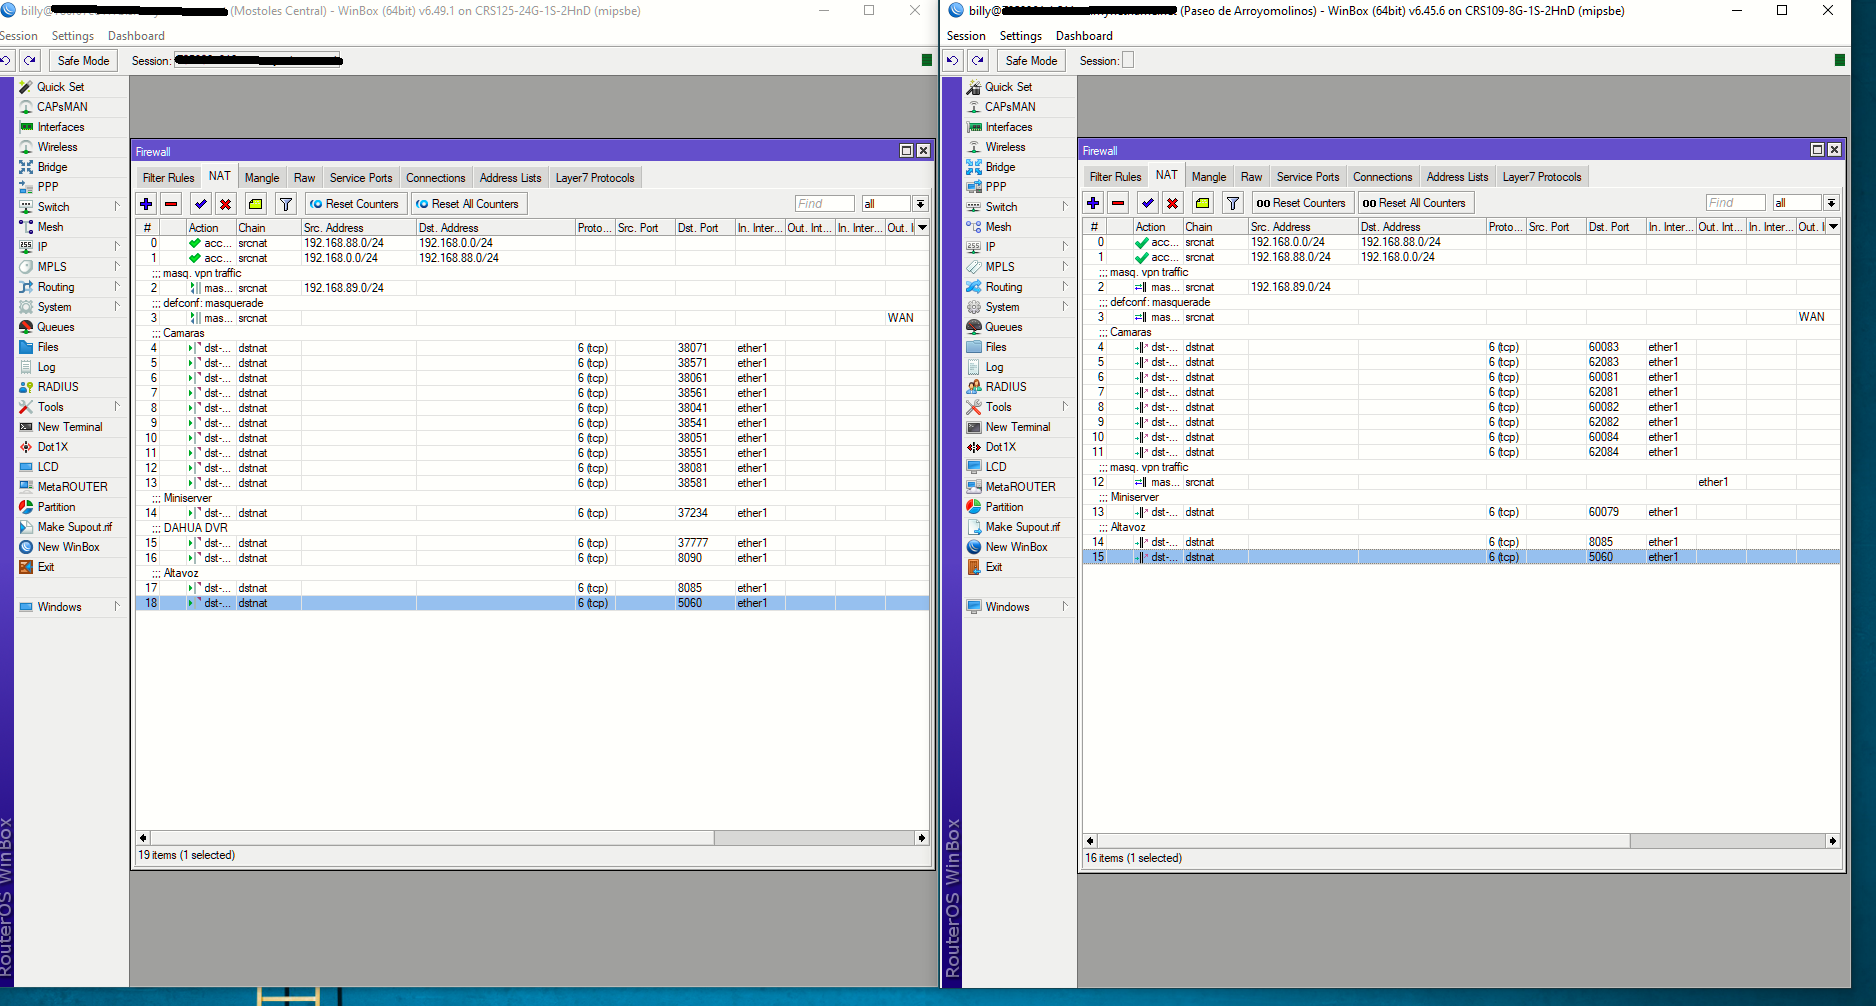 billy@ (Mostoles Central) - WinBox (64bit) v6.49.1 on CRS125-24G-1S-2HnD (mipsbe)
Session Settings Dashboard
Safe Mode Session:
Quick Set
CAPsMAN
Interfaces
Wireless
Bridge
PPP
Switch
Mesh
IP
MPLS
Routing
System
Queues
Files
Log
RADIUS
Tools
New Terminal
Dot1X
LCD
MetaROUTER
Partition
Make Supout.rif
New WinBox
Exit
Windows
RouterOS WinBox
Firewall
Filter Rules NAT Mangle Raw Service Ports Connections Address Lists Layer7 Protocols
Reset Counters Reset All Counters Find all
# Action Chain Src. Address Dst. Address Proto... Src. Port Dst. Port In. Inter... Out. Int... In. Inter... Out. I
0 acc... srcnat 192.168.88.0/24 192.168.0.0/24
1 acc... srcnat 192.168.0.0/24 192.168.88.0/24
;;; masq. vpn traffic
2 mas... srcnat 192.168.89.0/24
;;; defconf: masquerade
3 mas... srcnat WAN
;;; Camaras
4 dst-... dstnat 6 (tcp) 38071 ether1
5 dst-... dstnat 6 (tcp) 38571 ether1
6 dst-... dstnat 6 (tcp) 38061 ether1
7 dst-... dstnat 6 (tcp) 38561 ether1
8 dst-... dstnat 6 (tcp) 38041 ether1
9 dst-... dstnat 6 (tcp) 38541 ether1
10 dst-... dstnat 6 (tcp) 38051 ether1
11 dst-... dstnat 6 (tcp) 38551 ether1
12 dst-... dstnat 6 (tcp) 38081 ether1
13 dst-... dstnat 6 (tcp) 38581 ether1
;;; Miniserver
14 dst-... dstnat 6 (tcp) 37234 ether1
;;; DAHUA DVR
15 dst-... dstnat 6 (tcp) 37777 ether1
16 dst-... dstnat 6 (tcp) 8090 ether1
;;; Altavoz
17 dst-... dstnat 6 (tcp) 8085 ether1
18 dst-... dstnat 6 (tcp) 5060 ether1
19 items (1 selected)
billy@ (Paseo de Arroyomolinos) - WinBox (64bit) v6.45.6 on CRS109-8G-1S-2HnD (mipsbe)
Session Settings Dashboard
Safe Mode Session:
Quick Set
CAPsMAN
Interfaces
Wireless
Bridge
PPP
Switch
Mesh
IP
MPLS
Routing
System
Queues
Files
Log
RADIUS
Tools
New Terminal
Dot1X
LCD
MetaROUTER
Partition
Make Supout.rif
New WinBox
Exit
Windows
RouterOS WinBox
Firewall
Filter Rules NAT Mangle Raw Service Ports Connections Address Lists Layer7 Protocols
00 Reset Counters 00 Reset All Counters Find all
# Action Chain Src. Address Dst. Address Proto... Src. Port Dst. Port In. Inter... Out. Int... In. Inter... Out. I
0 acc... srcnat 192.168.0.0/24 192.168.88.0/24
1 acc... srcnat 192.168.88.0/24 192.168.0.0/24
;;; masq. vpn traffic
2 mas... srcnat 192.168.89.0/24
;;; defconf: masquerade
3 mas... srcnat WAN
;;; Camaras
4 dst-... dstnat 6 (tcp) 60083 ether1
5 dst-... dstnat 6 (tcp) 62083 ether1
6 dst-... dstnat 6 (tcp) 60081 ether1
7 dst-... dstnat 6 (tcp) 62081 ether1
8 dst-... dstnat 6 (tcp) 60082 ether1
9 dst-... dstnat 6 (tcp) 62082 ether1
10 dst-... dstnat 6 (tcp) 60084 ether1
11 dst-... dstnat 6 (tcp) 62084 ether1
;;; masq. vpn traffic
12 mas... srcnat ether1
;;; Miniserver
13 dst-... dstnat 6 (tcp) 60079 ether1
;;; Altavoz
14 dst-... dstnat 6 (tcp) 8085 ether1
15 dst-... dstnat 6 (tcp) 5060 ether1
16 items (1 selected)